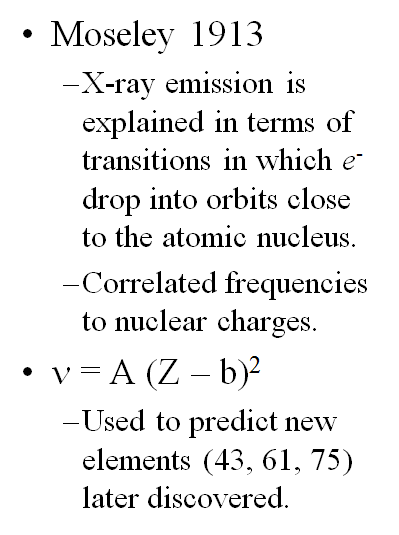 • Moseley 1913
–X-ray emission is
explained in terms of
transitions in which e-
drop into orbits close
to the atomic nucleus.
–Correlated frequencies
to nuclear charges.
• ν = A (Z – b)²
–Used to predict new
elements (43, 61, 75)
later discovered.